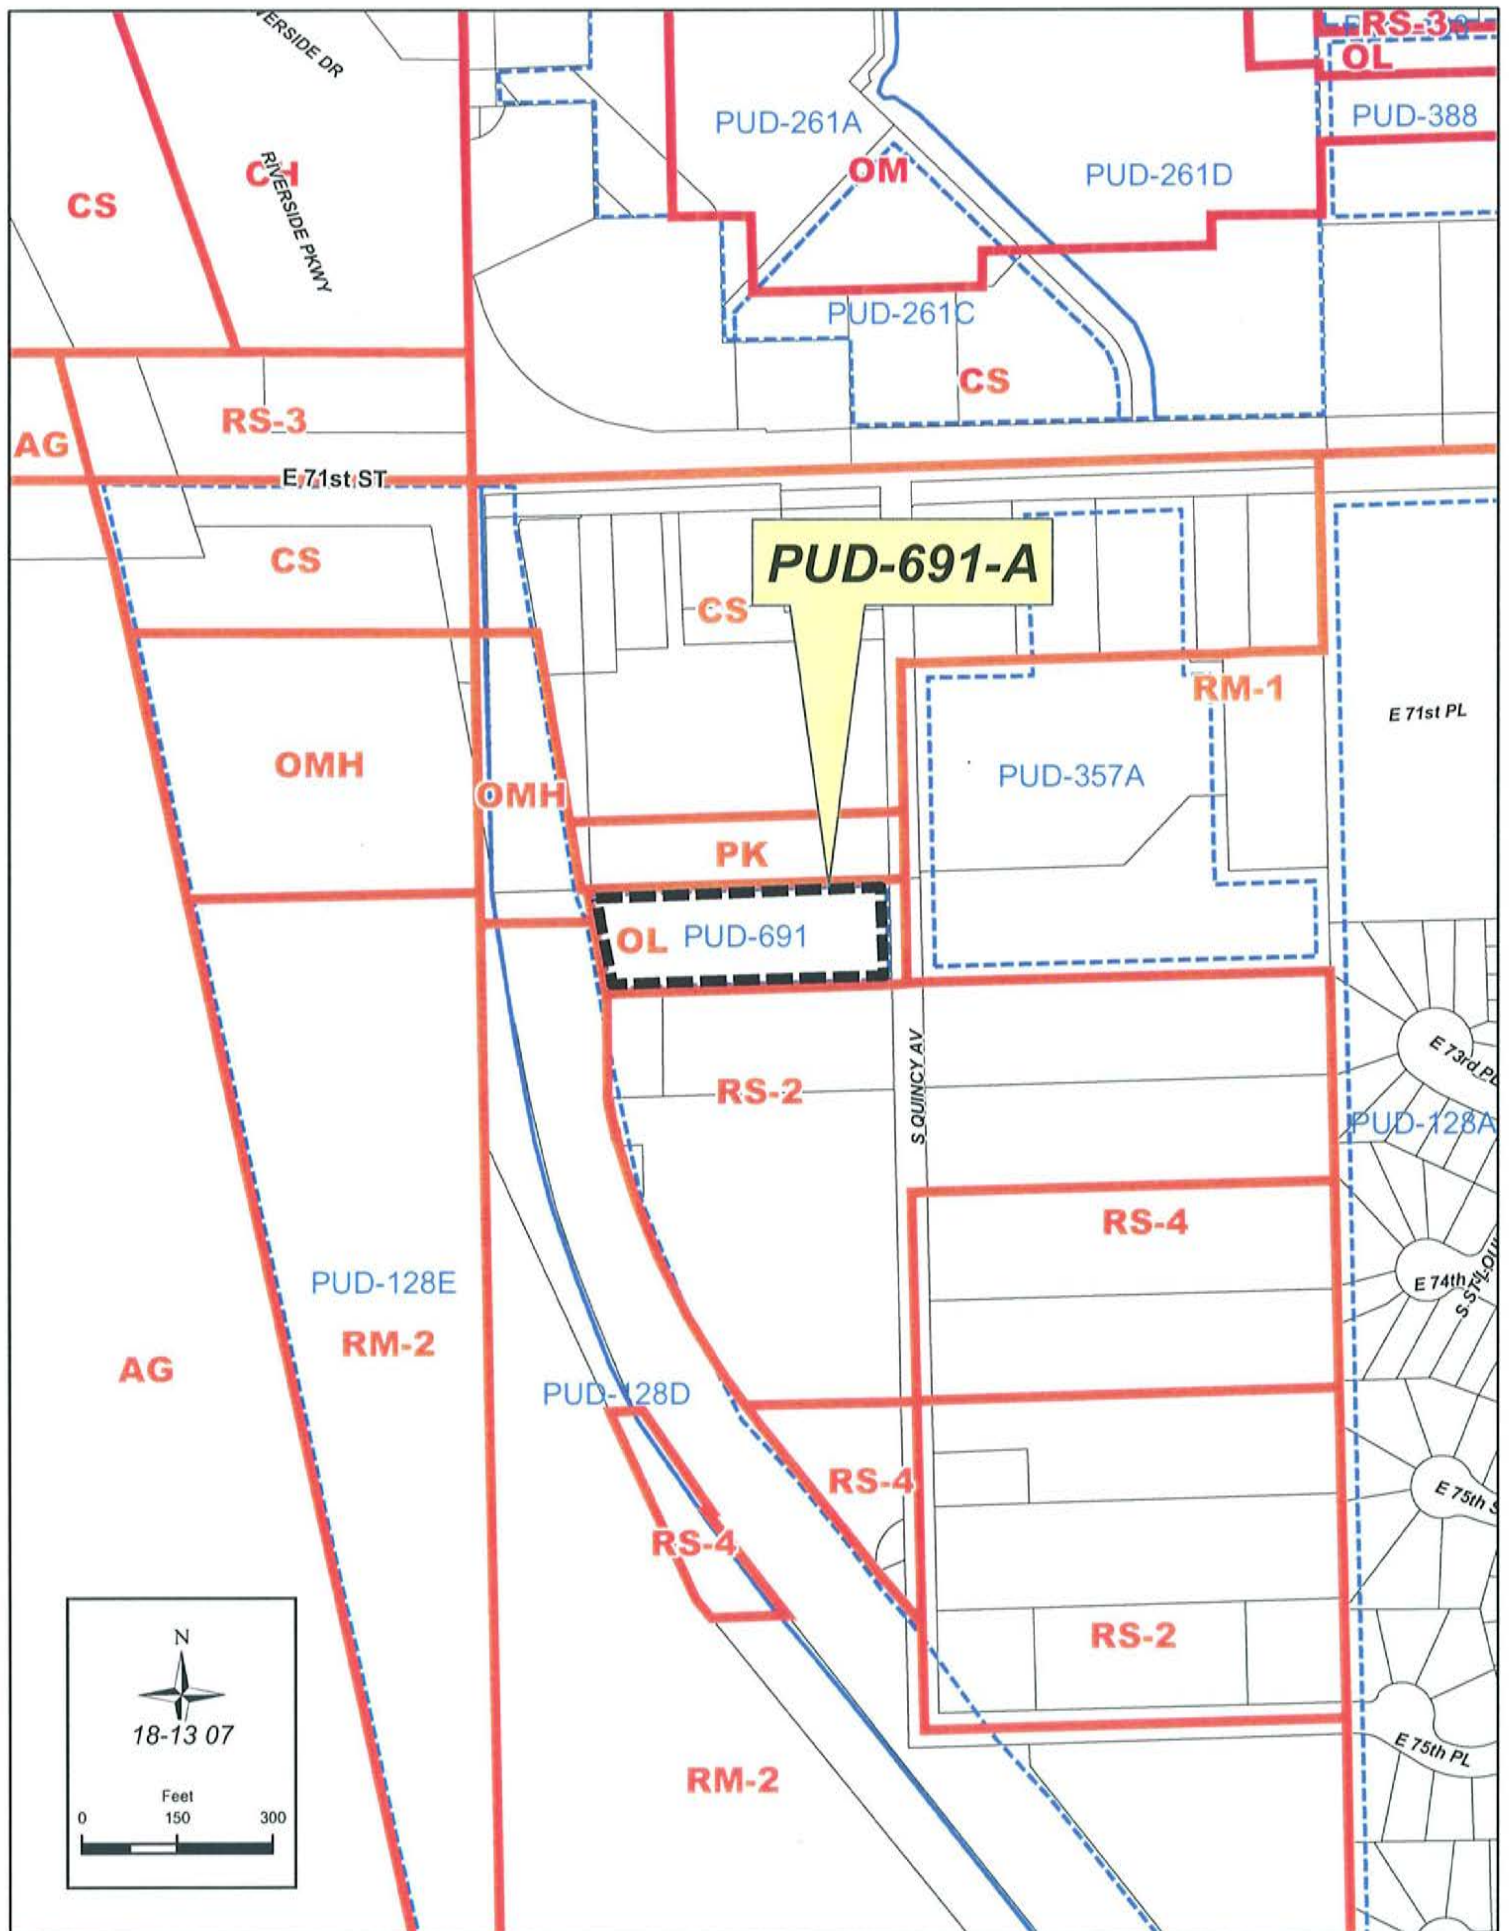 VERSIDE DR
RS-3
OL
PUD-261A
PUD-388
OM
PUD-261D
CH
CS
RIVERSIDE PKWY
PUD-261C
CS
RS-3
AG
E 71st ST
CS
PUD-691-A
CS
RM-1
E 71st PL
OMH
PUD-357A
OMH
PK
OL PUD-691
E 73rd PL
RS-2
S QUINCY AV
PUD-128A
RS-4
PUD-128E
E 74th
RM-2
AG
PUD-128D
RS-4
E 75th S
RS-4
RS-2
N
18-13 07
E 75th PL
RM-2
Feet
0 150 300